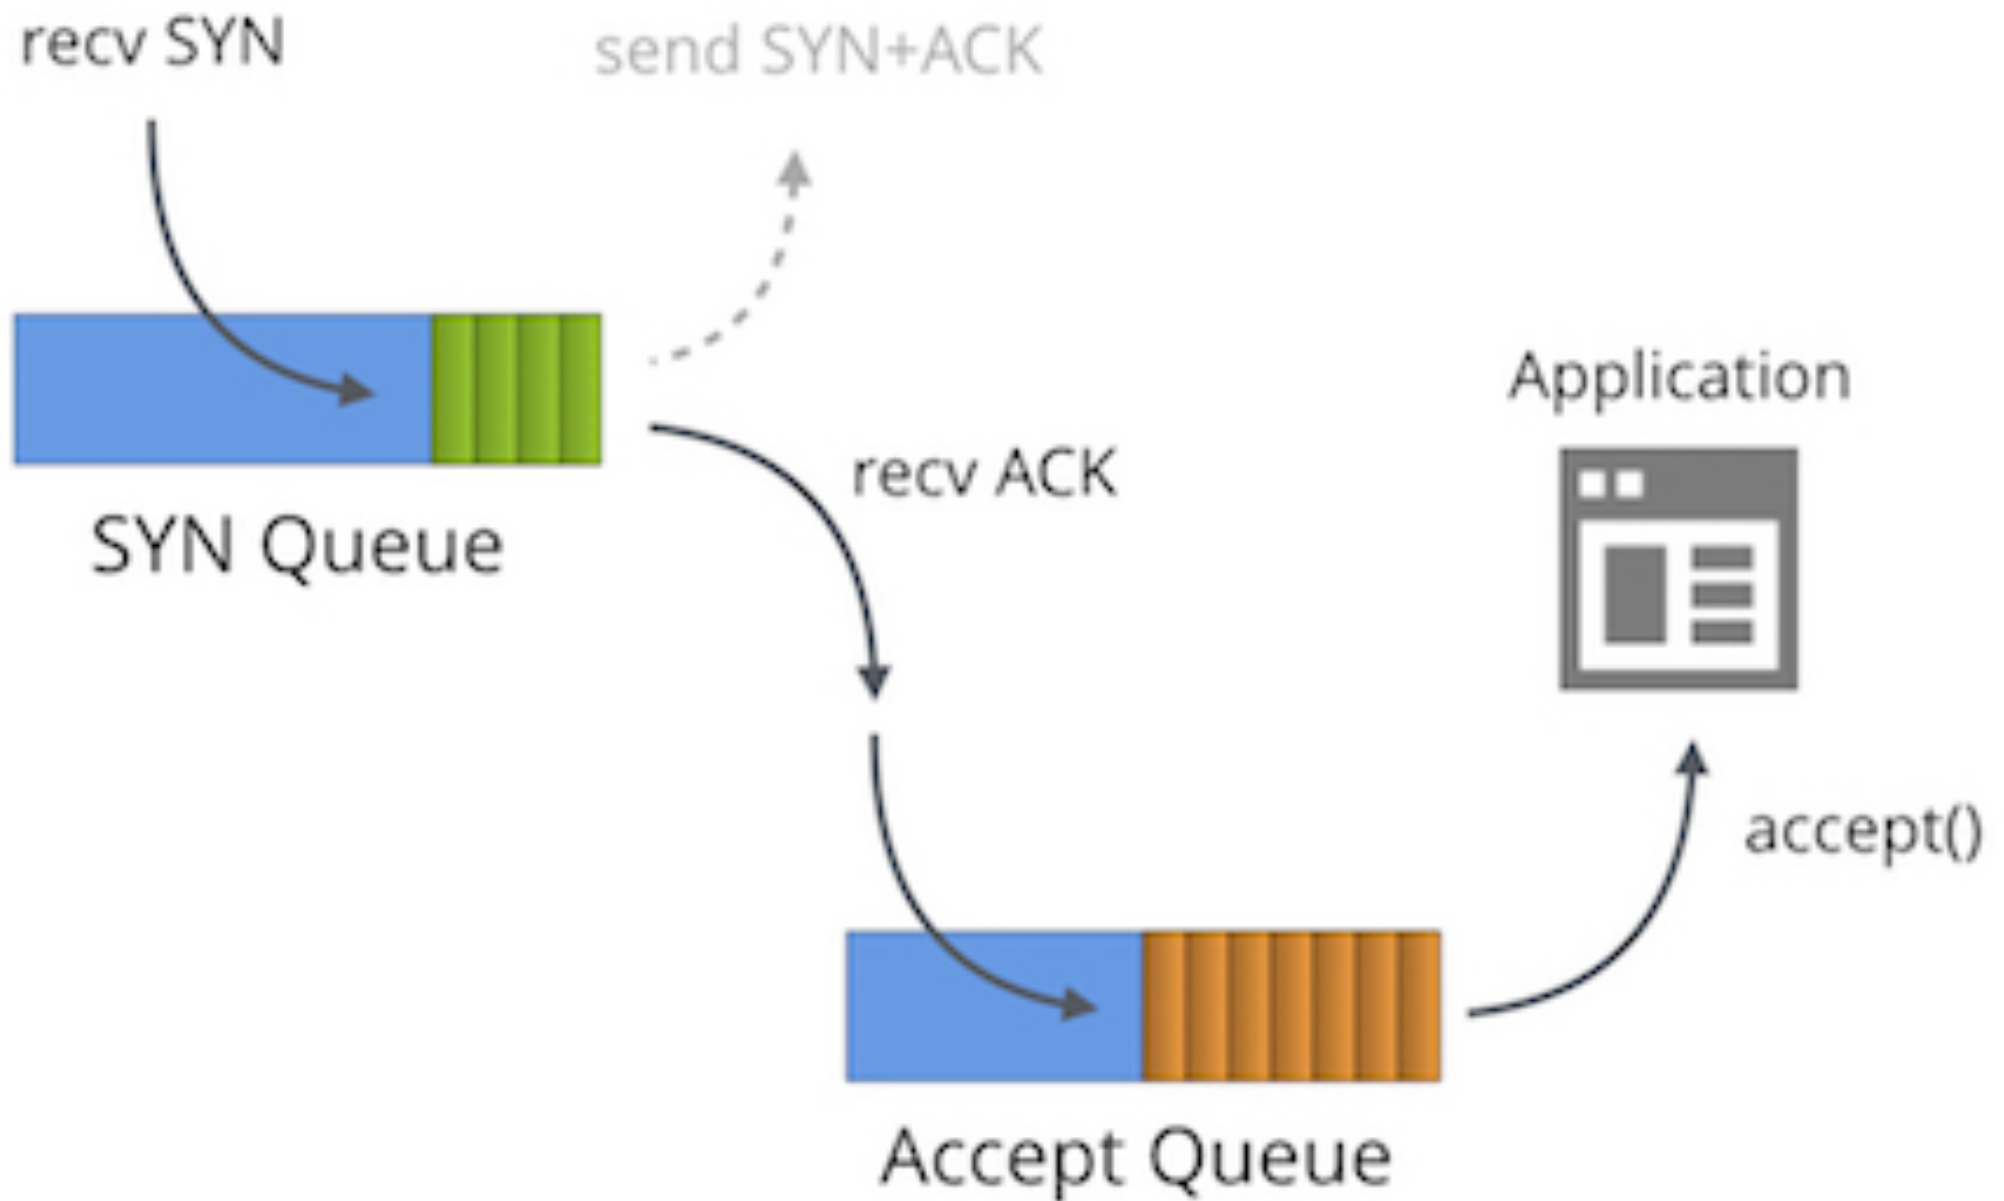 recv SYN
send SYN+ACK
SYN Queue
recv ACK
Application
accept()
Accept Queue